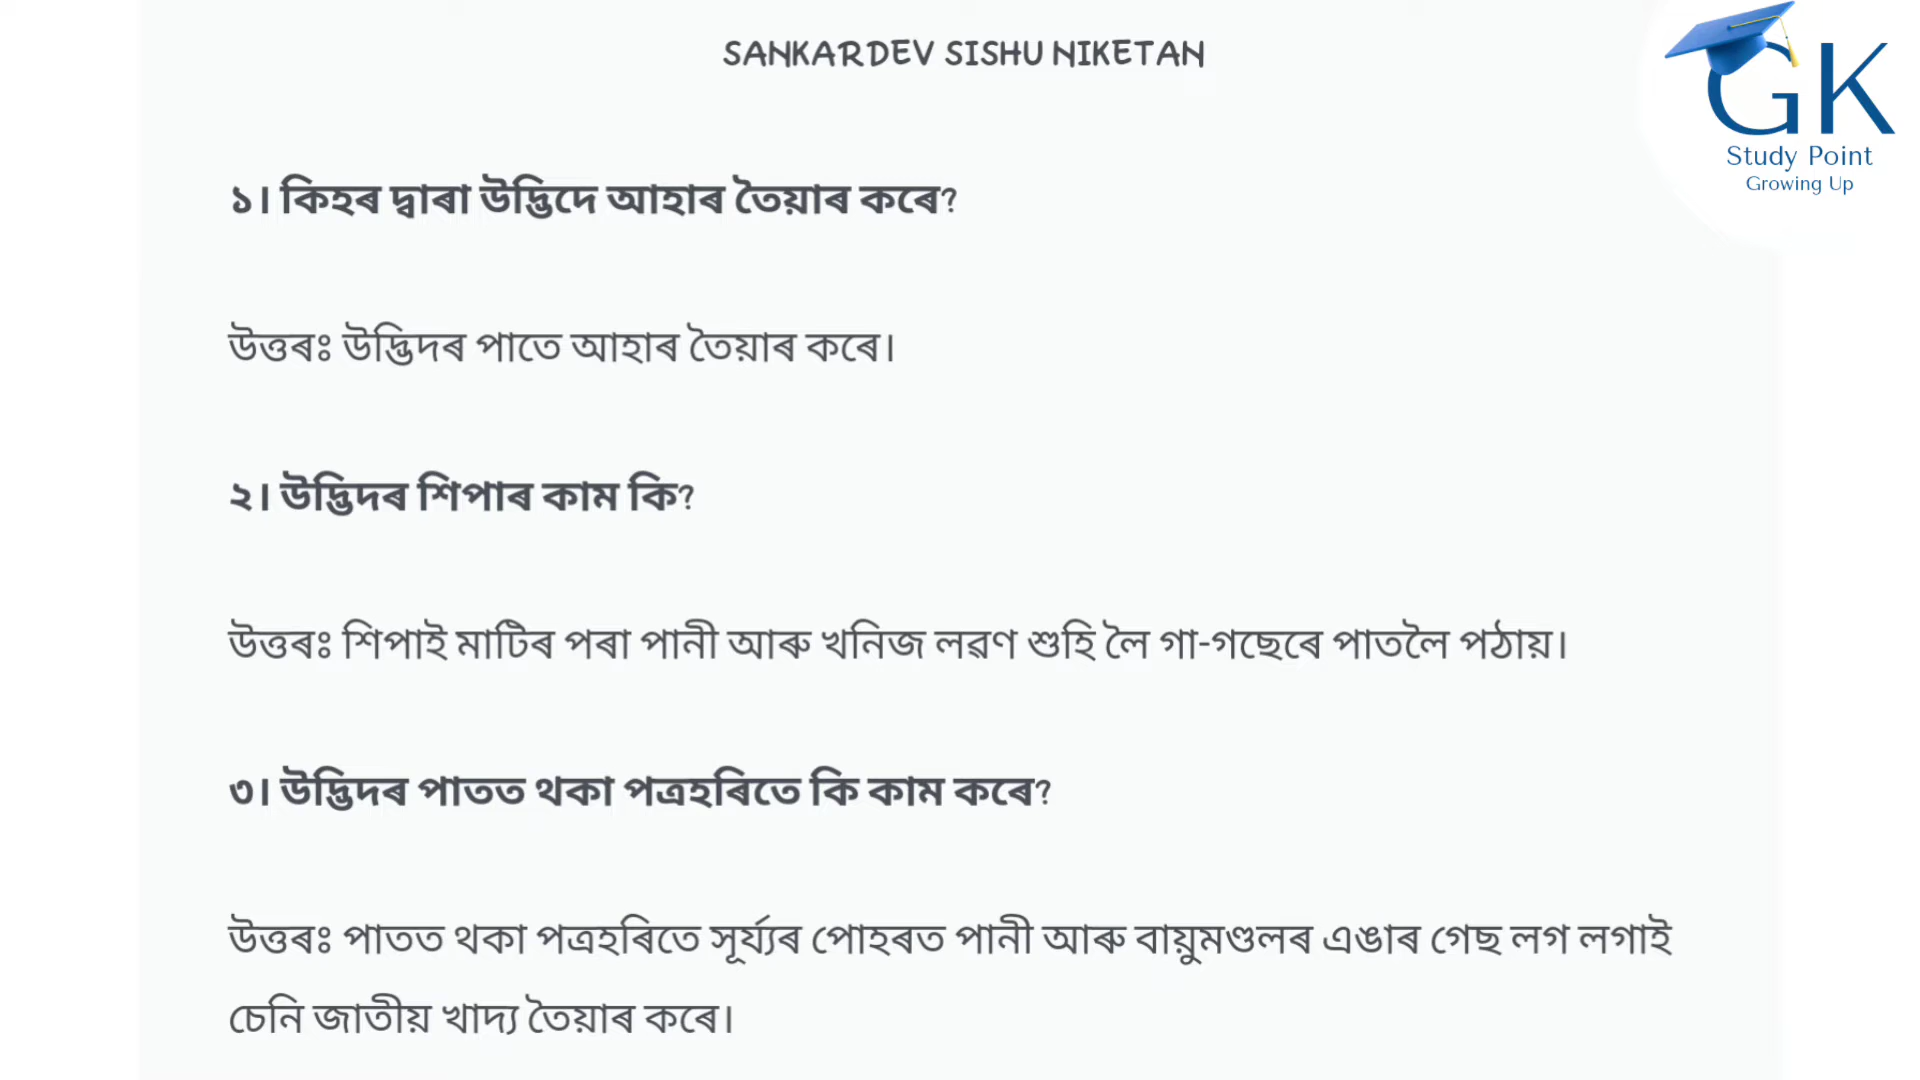 SANKARDEV SISHU NIKETAN
GK
Study Point
Growing Up
১। কিহৰ দ্বাৰা উদ্ভিদে আহাৰ তৈয়াৰ কৰে?
উত্তৰঃ উদ্ভিদৰ পাতে আহাৰ তৈয়াৰ কৰে।
২। উদ্ভিদৰ শিপাৰ কাম কি?
উত্তৰঃ শিপাই মাটিৰ পৰা পানী আৰু খনিজ লৱণ শুহি লৈ গা-গছেৰে পাতলৈ পঠায়।
৩। উদ্ভিদৰ পাতত থকা পত্ৰহৰিতে কি কাম কৰে?
উত্তৰঃ পাতত থকা পত্ৰহৰিতে সূৰ্য্যৰ পোহৰত পানী আৰু বায়ুমণ্ডলৰ এঙাৰ গেছ লগ লগাই
চেনি জাতীয় খাদ্য তৈয়াৰ কৰে।